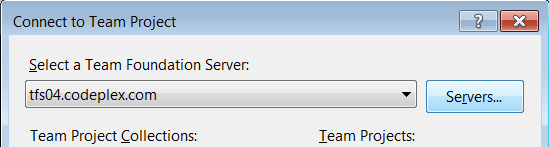 Connect to Team Project
Select a Team Foundation Server:
tfs04.codeplex.com
Servers...
Team Project Collections:
Team Projects: